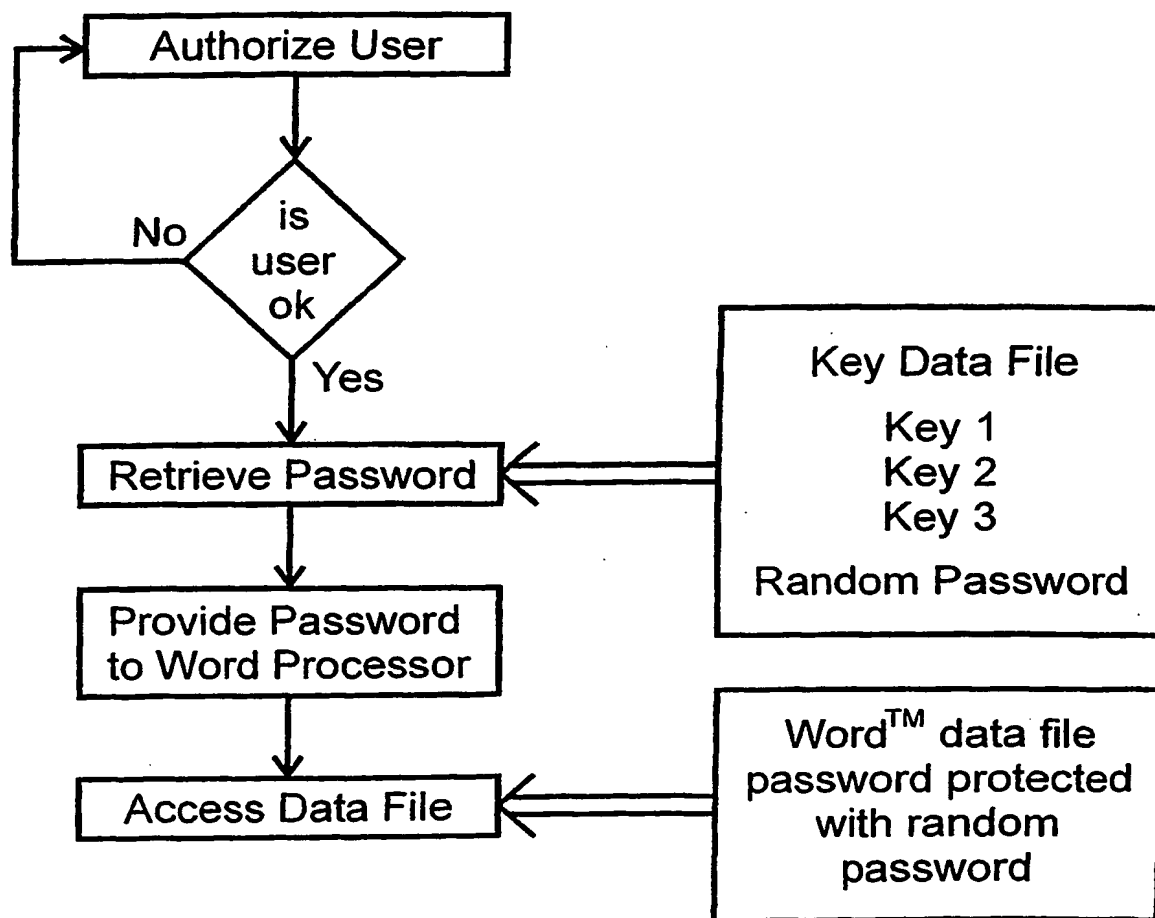 Authorize User
is
user
ok
No
Yes
Retrieve Password
Provide Password
to Word Processor
Access Data File
Key Data File
Key 1
Key 2
Key 3
Random Password
Word™ data file
password protected
with random
password